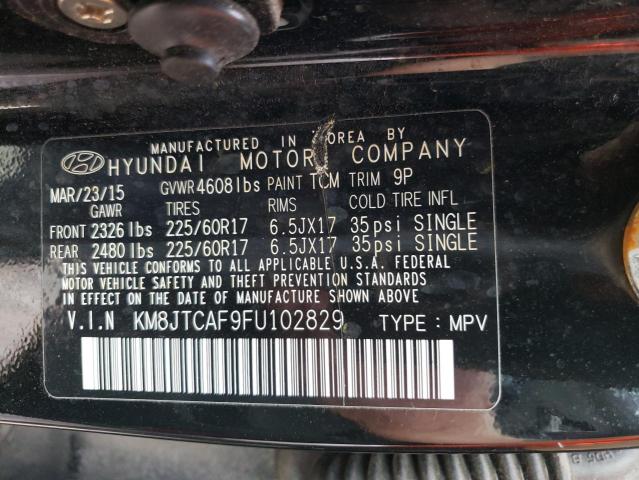 MANUFACTURED IN KOREA BY
HYUNDAI MOTOR COMPANY
MAR/23/15 GVWR 4608lbs PAINT TCM TRIM 9P
GAWR TIRES RIMS COLD TIRE INFL
FRONT 2326 lbs 225/60R17 6.5JX17 35psi SINGLE
REAR 2480 lbs 225/60R17 6.5JX17 35psi SINGLE
THIS VEHICLE CONFORMS TO ALL APPLICABLE U.S.A. FEDERAL
MOTOR VEHICLE SAFETY AND THEFT PREVENTION STANDARDS
IN EFFECT ON THE DATE OF MANUFACTURE SHOWN ABOVE.
V.I.N KM8JTCAF9FU102829 TYPE : MPV